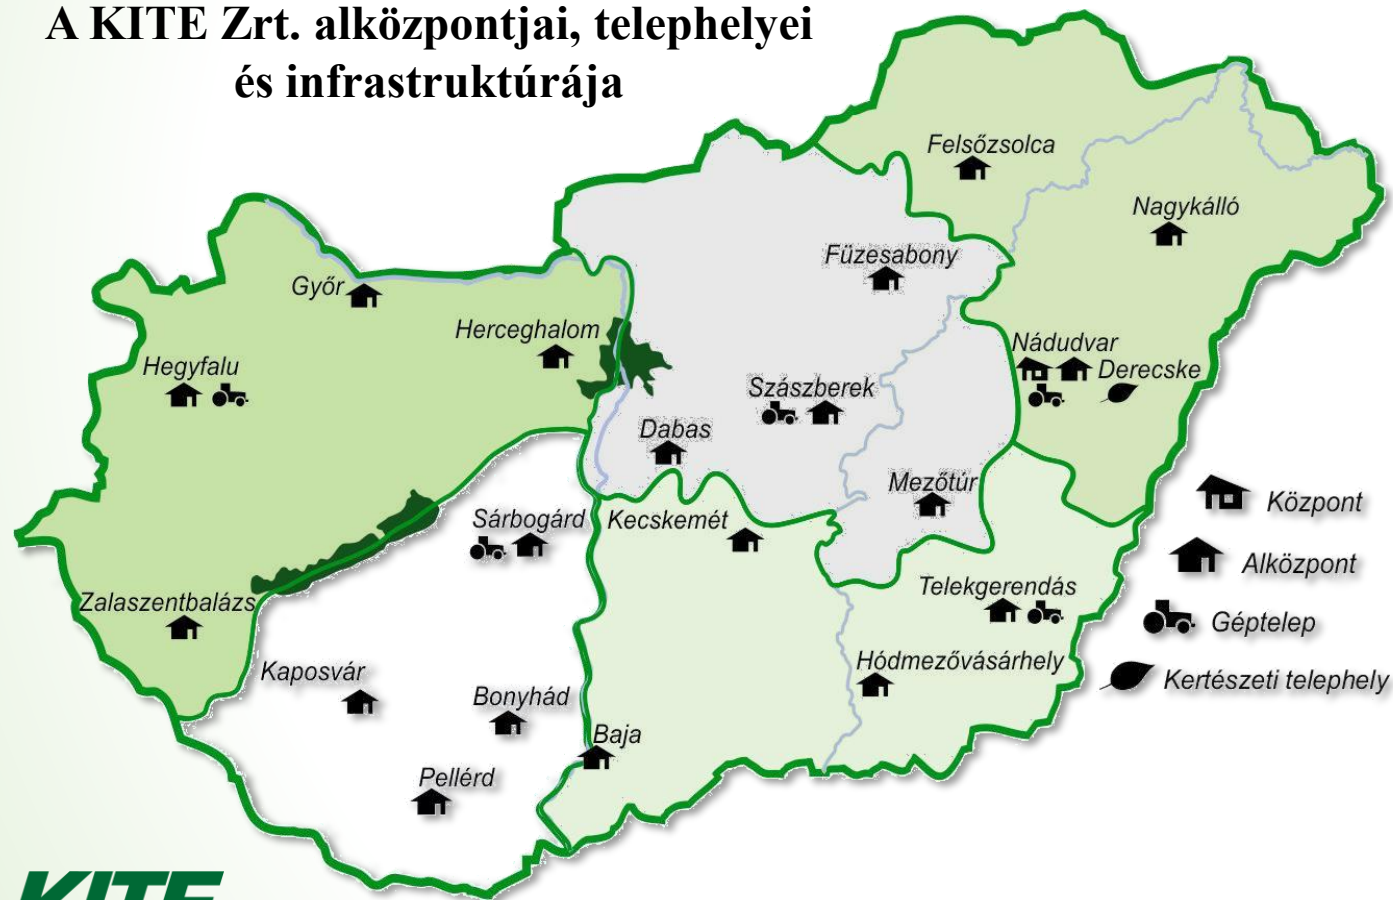 A KITE Zrt. alközpontjai, telephelyei
és infrastruktúrája
Felsőzsolca
Nagykálló
Füzesabony
Győr
Herceghalom
Nádudvar
Hegyfalu
Derecske
Szászberek
Dabas
Mezőtúr
Központ
Sárbogárd
Kecskemét
Alközpont
Telekgerendás
Zalaszentbalázs
Géptelep
Kaposvár
Hódmezővásárhely
Kertészeti telephely
Bonyhád
Baja
Pellérd
KITE